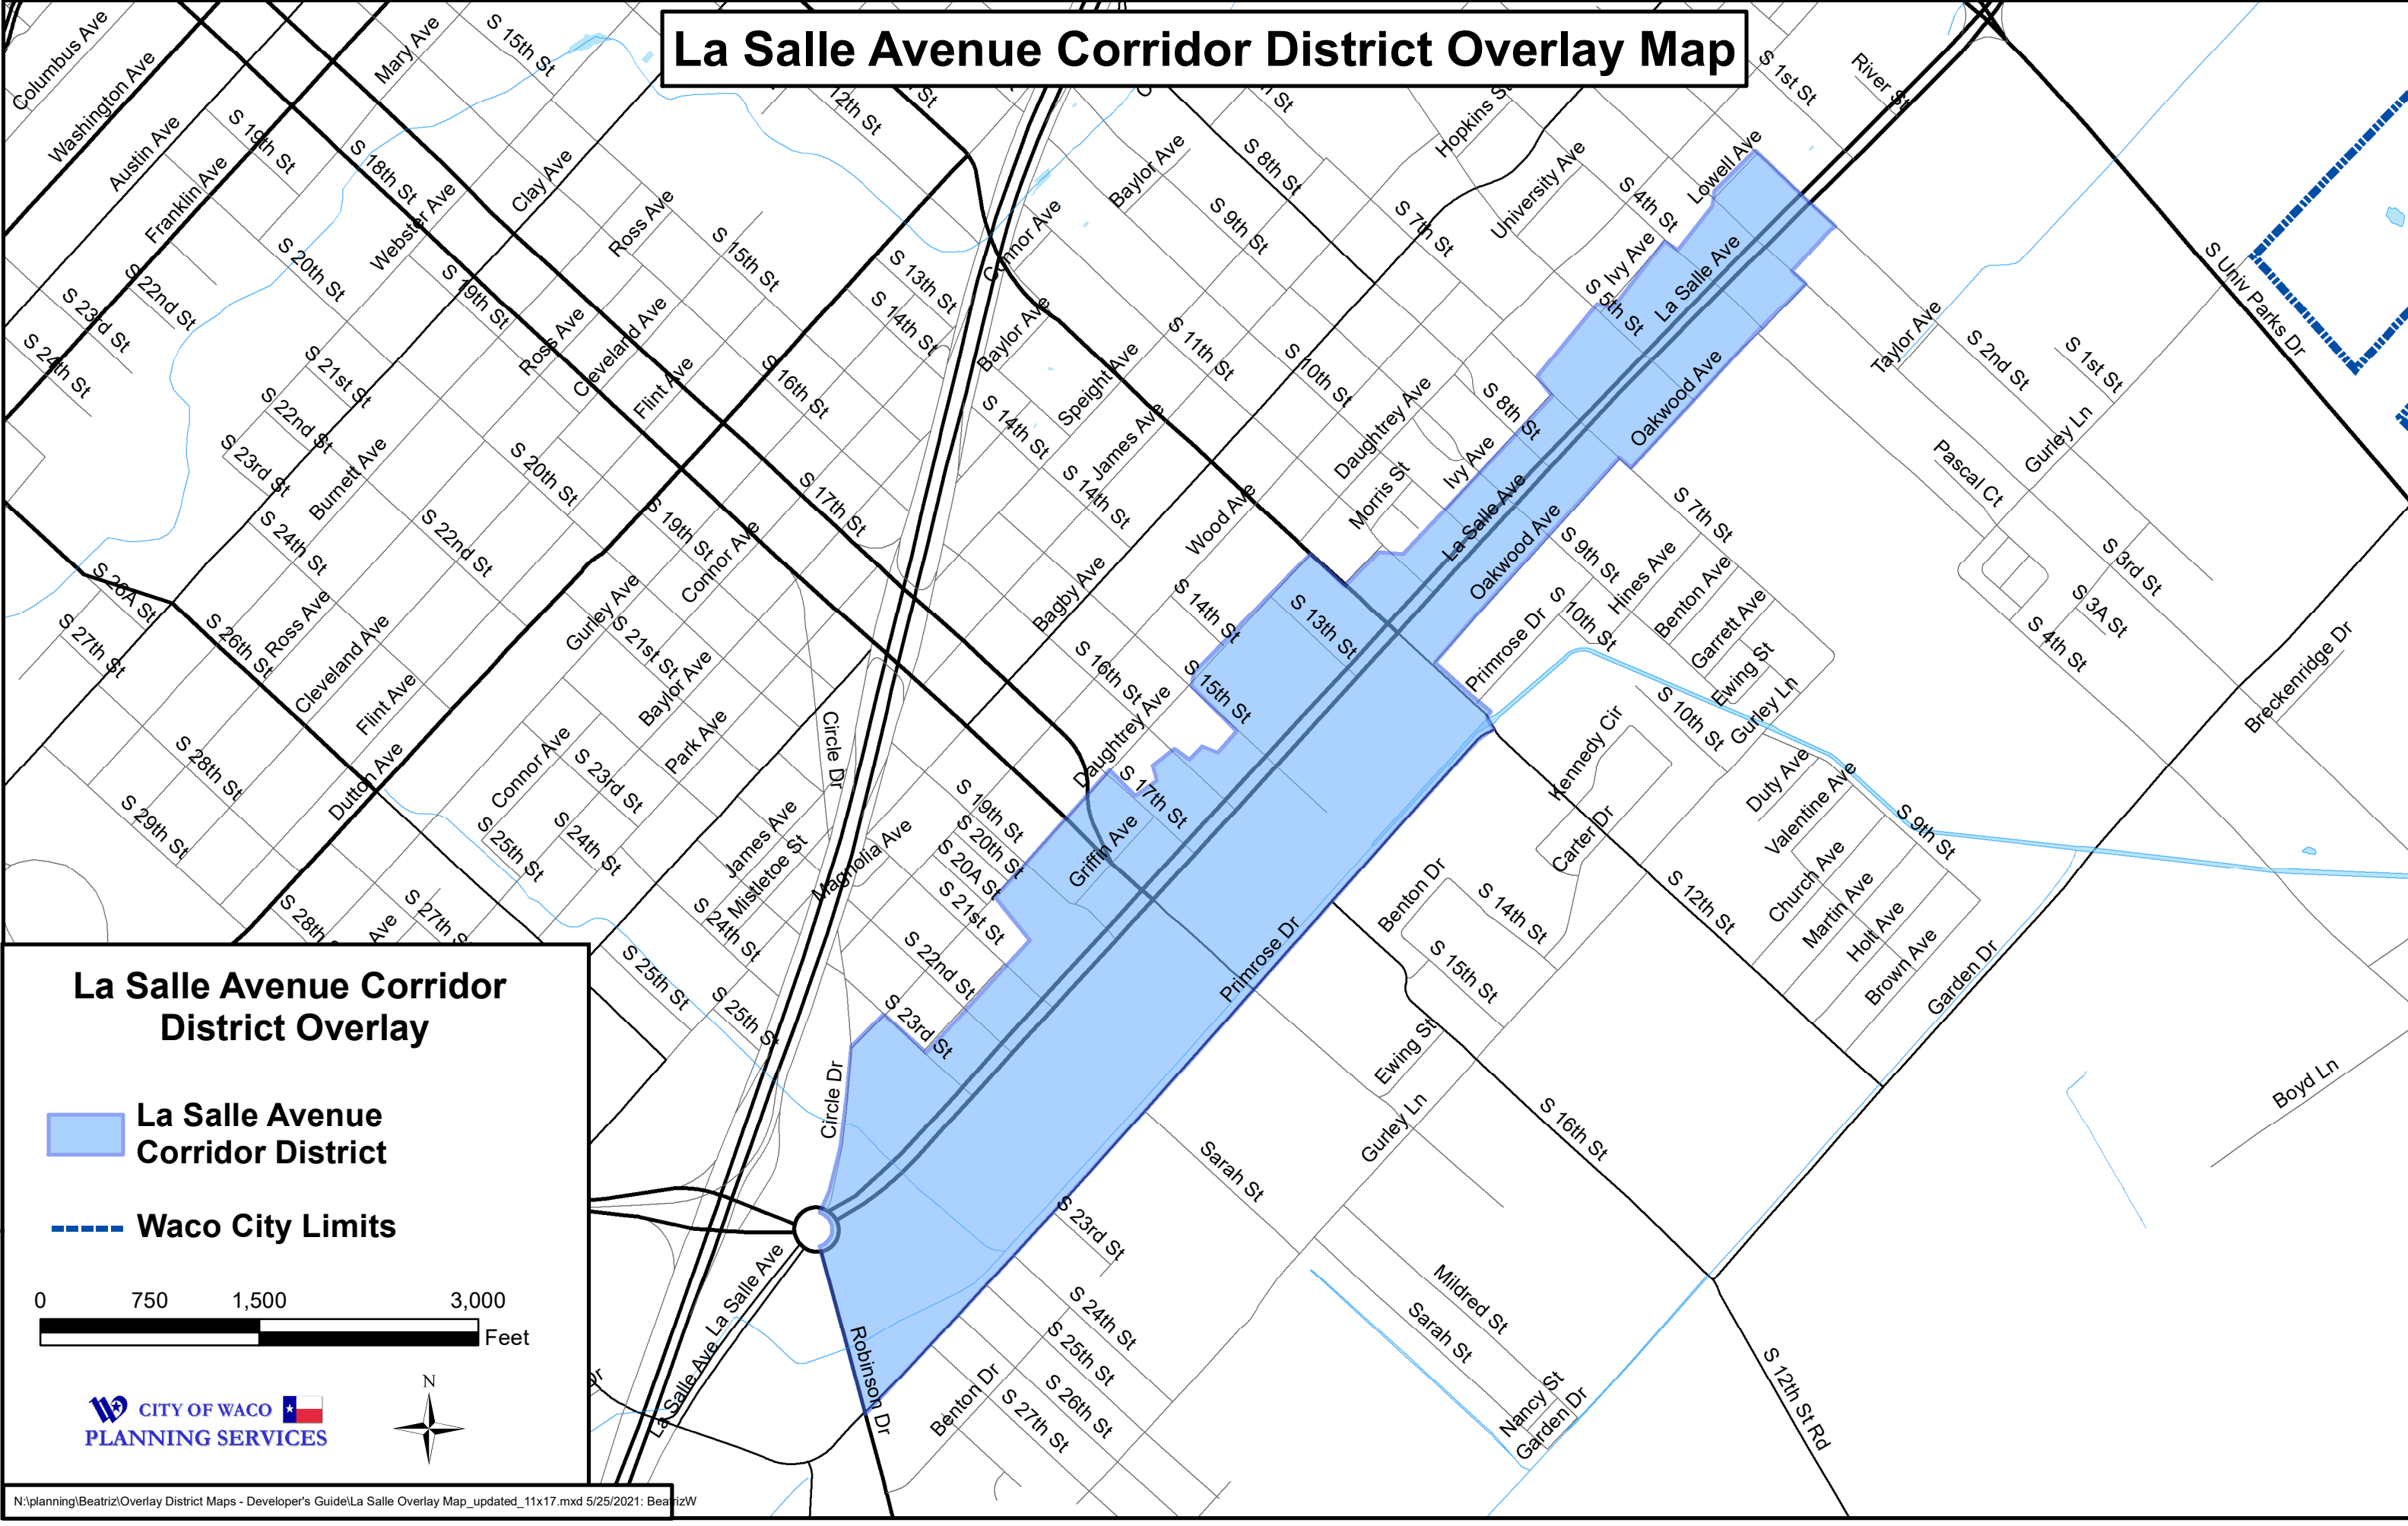 La Salle Avenue Corridor District Overlay Map
Columbus Ave
Washington Ave
Austin Ave
Franklin Ave
Mary Ave
S 15th St
S 19th St
S 18th St
Webster Ave
Clay Ave
Ross Ave
S 15th St
12th St
S 1st St
River St
Hopkins St
Baylor Ave
S 8th St
University Ave
S 4th St
Lowell Ave
Connor Ave
S 9th St
S 7th St
Ivy Ave
S 5th St
La Salle Ave
S Univ Parks Dr
S 23rd St
S 22nd St
S 20th St
S 19th St
S 24th St
S 21st St
S 22nd St
S 23rd St
Ross Ave
Cleveland Ave
Flint Ave
S 16th St
S 13th St
S 14th St
Baylor Ave
Speight Ave
S 11th St
S 10th St
S 14th St
James Ave
Daughtrey Ave
S 8th St
Oakwood Ave
Taylor Ave
S 2nd St
S 1st St
Gurley Ln
Pascal Ct
Burnett Ave
S 20th St
S 17th St
S 14th St
Wood Ave
Morris St
Ivy Ave
La Salle Ave
Oakwood Ave
S 7th St
S 9th St
Hines Ave
S 3rd St
S 3A St
S 4th St
S 24th St
S 22nd St
S 19th St
Connor Ave
Bagby Ave
S 14th St
S 13th St
S 10th St
Benton Ave
Garrett Ave
Primrose Dr
Ewing St
Gurley Ln
Breckenridge Dr
S 26A St
S 27th St
S 26th St
Ross Ave
Cleveland Ave
Flint Ave
Gurley Ave
S 21st St
Baylor Ave
S 16th St
S 15th St
Daughtrey Ave
S 10th St
Kennedy Cir
S 28th St
S 29th St
Dutton Ave
Connor Ave
S 23rd St
Park Ave
Circle Dr
S 17th St
Griffin Ave
Duty Ave
Valentine Ave
S 9th St
Carter Dr
S 25th St
S 24th St
James Ave
Mistletoe St
Magnolia Ave
S 19th St
S 20th St
S 20A St
S 21st St
Benton Dr
S 14th St
S 15th St
S 12th St
Church Ave
Martin Ave
Holt Ave
Brown Ave
Garden Dr
S 28th
Ave
S 27th St
S 24th St
S 25th St
S 25th St
S 22nd St
S 23rd St
Primrose Dr
Ewing St
Gurley Ln
S 16th St
Boyd Ln
Circle Dr
Sarah St
S 23rd St
La Salle Ave
La Salle Ave
Robinson Dr
Benton Dr
S 24th St
S 25th St
S 26th St
S 27th St
Mildred St
Sarah St
Nancy St
Garden Dr
S 12th St Rd
Dr
La Salle Avenue Corridor
District Overlay
La Salle Avenue
Corridor District
Waco City Limits
0 750 1,500 3,000
Feet
CITY OF WACO
PLANNING SERVICES
N
N:\planning\Beatriz\Overlay District Maps - Developer's Guide\La Salle Overlay Map_updated_11x17.mxd 5/25/2021: BeatrizW